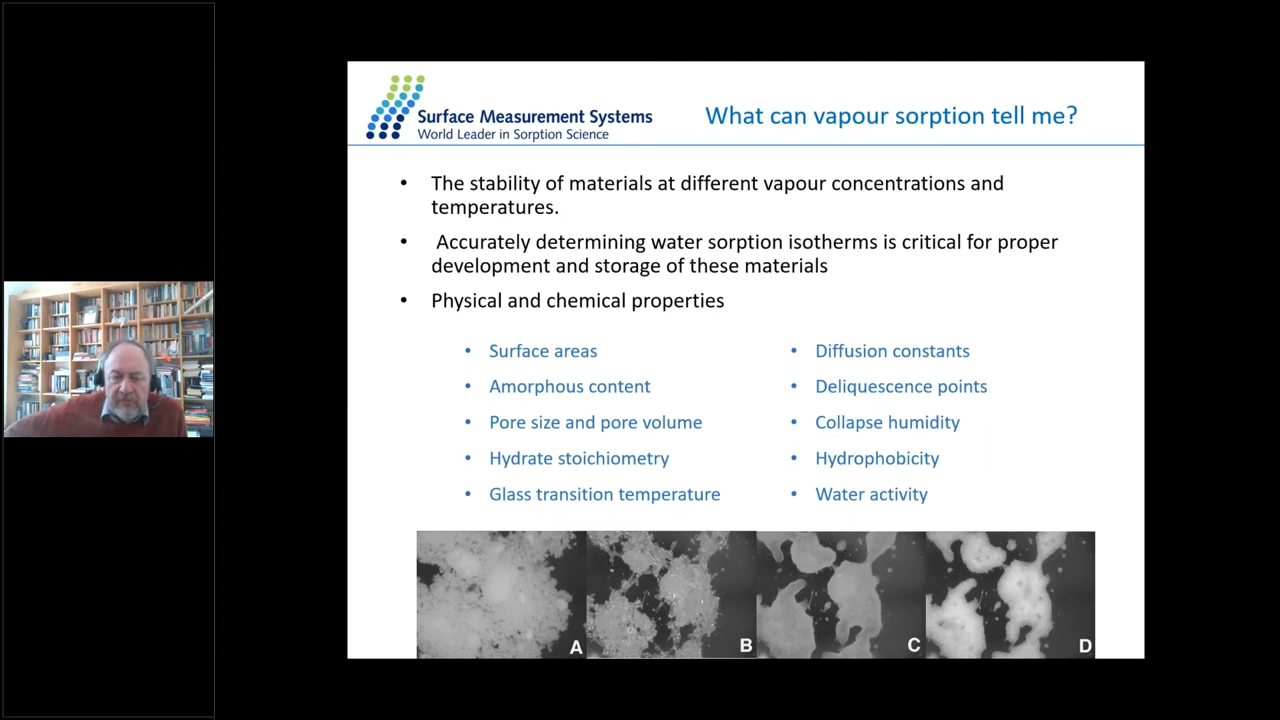 Surface Measurement Systems
World Leader in Sorption Science
What can vapour sorption tell me?
• The stability of materials at different vapour concentrations and
temperatures.
• Accurately determining water sorption isotherms is critical for proper
development and storage of these materials
• Physical and chemical properties
• Surface areas
• Amorphous content
• Pore size and pore volume
• Hydrate stoichiometry
• Glass transition temperature
• Diffusion constants
• Deliquescence points
• Collapse humidity
• Hydrophobicity
• Water activity
A
B
C
D